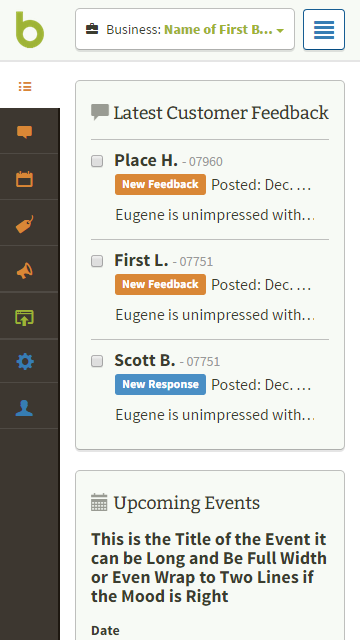 b
Business: Name of First B...
Latest Customer Feedback
Place H. - 07960
New Feedback Posted: Dec. ...
Eugene is unimpressed with...
First L. - 07751
New Feedback Posted: Dec. ...
Eugene is unimpressed with...
Scott B. - 07751
New Response Posted: Dec. ...
Eugene is unimpressed with...
Upcoming Events
This is the Title of the Event it
can be Long and Be Full Width
or Even Wrap to Two Lines if
the Mood is Right
Date